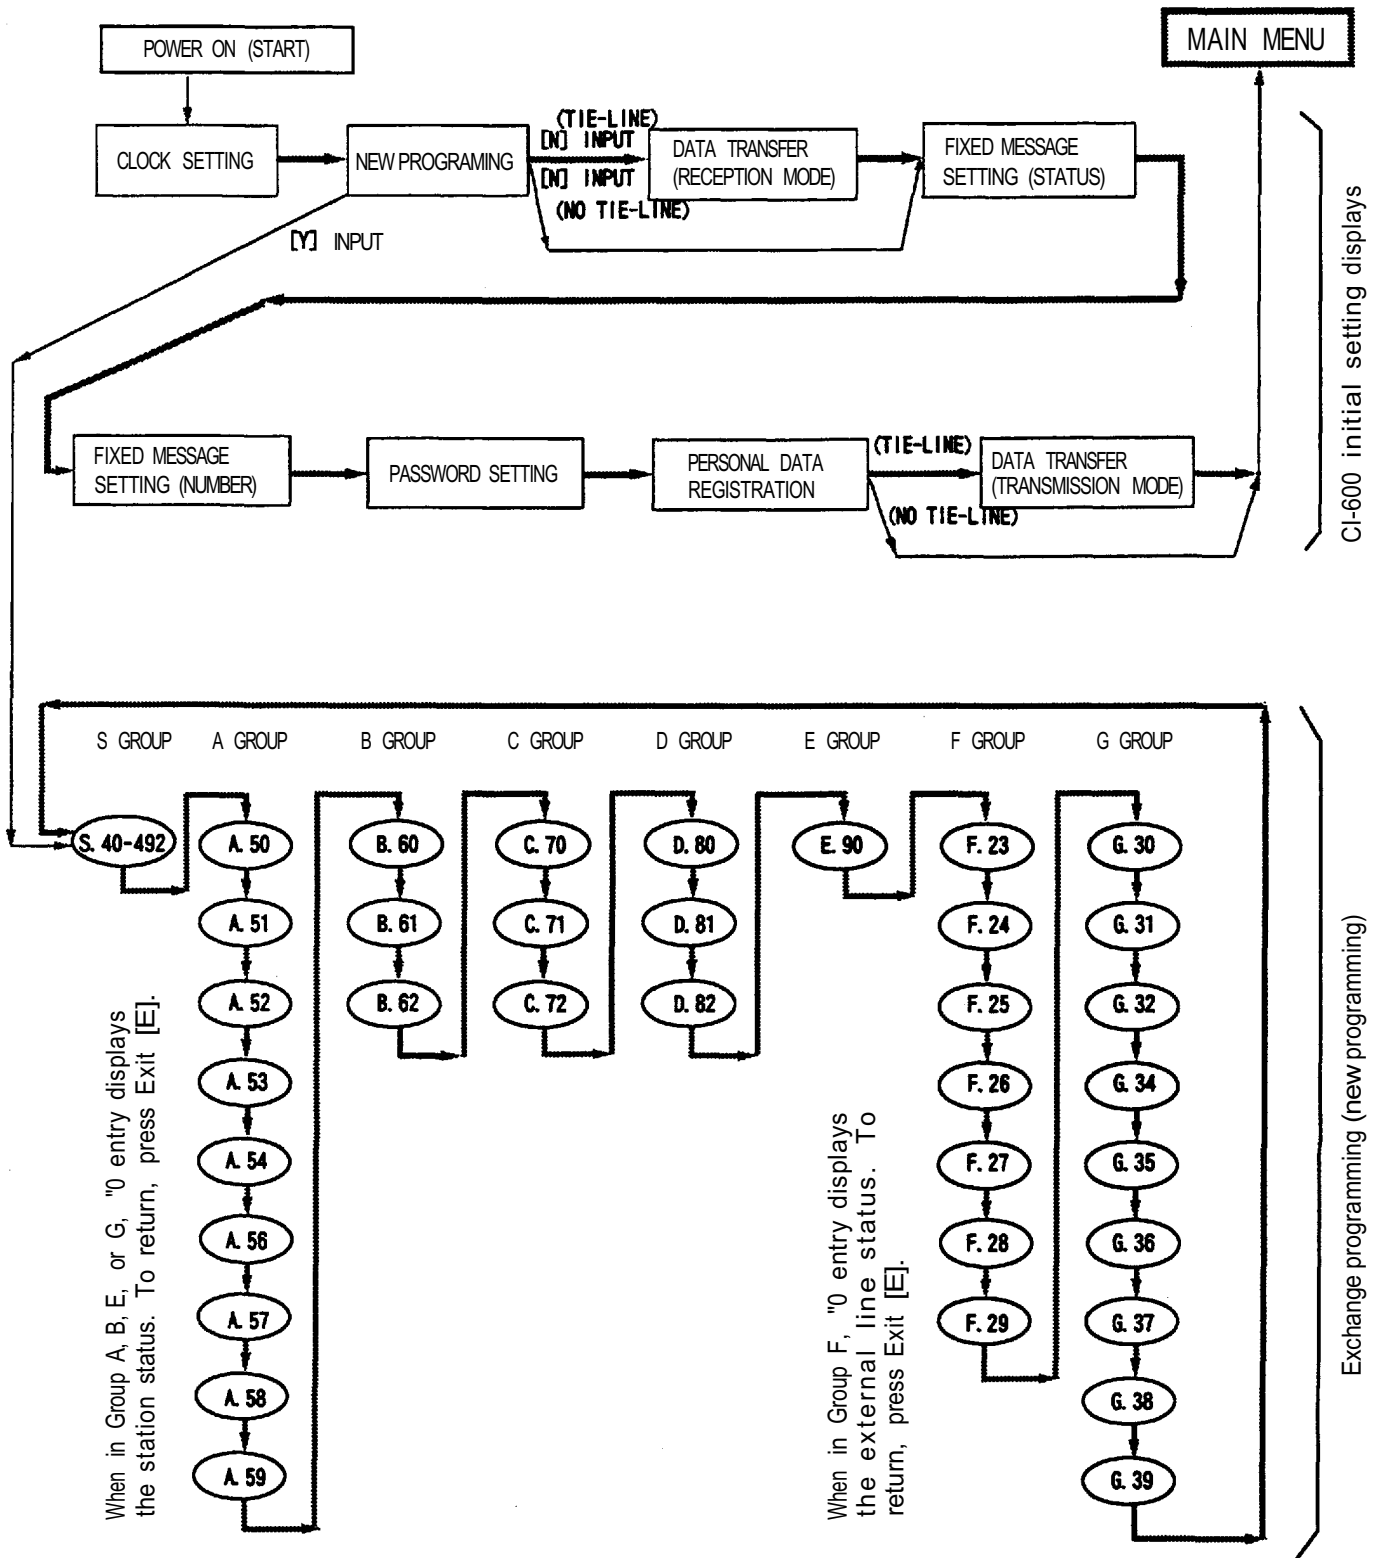 POWER ON (START)
MAIN MENU
CLOCK SETTING
NEW PROGRAMING
(TIE-LINE)
[N] INPUT
[N] INPUT
(NO TIE-LINE)
DATA TRANSFER
(RECEPTION MODE)
FIXED MESSAGE
SETTING (STATUS)
[Y] INPUT
FIXED MESSAGE
SETTING (NUMBER)
PASSWORD SETTING
PERSONAL DATA
REGISTRATION
(TIE-LINE)
(NO TIE-LINE)
DATA TRANSFER
(TRANSMISSION MODE)
CI-600 initial setting displays
S GROUP
A GROUP
B GROUP
C GROUP
D GROUP
E GROUP
F GROUP
G GROUP
S. 40-492
A. 50
A. 51
A. 52
A. 53
A. 54
A. 56
A. 57
A. 58
A. 59
B. 60
B. 61
B. 62
C. 70
C. 71
C. 72
D. 80
D. 81
D. 82
E. 90
F. 23
F. 24
F. 25
F. 26
F. 27
F. 28
F. 29
G. 30
G. 31
G. 32
G. 34
G. 35
G. 36
G. 37
G. 38
G. 39
When in Group A, B, E, or G, "0 entry displays
the station status. To return, press Exit [E].
When in Group F, "0 entry displays
the external line status. To
return, press Exit [E].
Exchange programming (new programming)